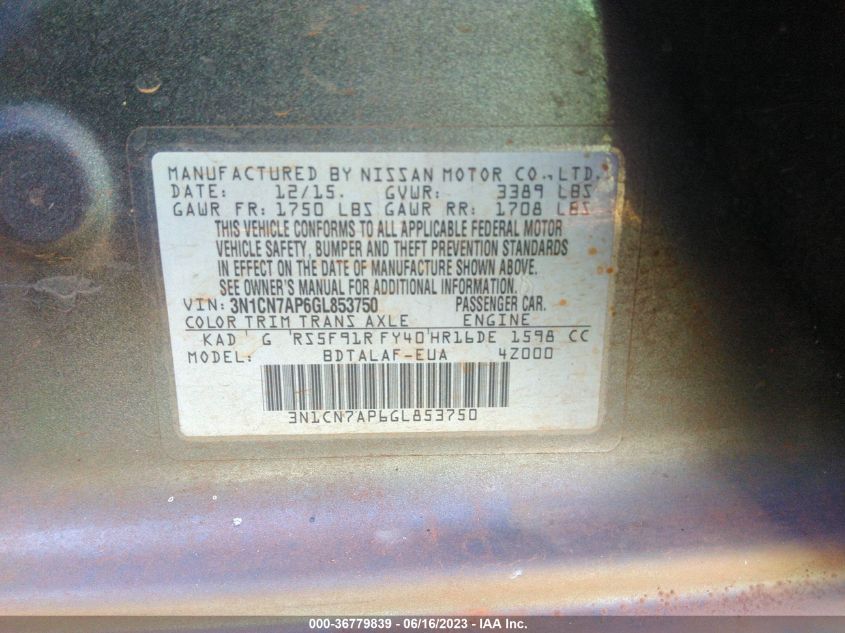 MANUFACTURED BY NISSAN MOTOR CO.,LTD.
DATE: 12/15. GVWR: 3389 LBS
GAWR FR: 1750 LBS GAWR RR: 1708 LBS
THIS VEHICLE CONFORMS TO ALL APPLICABLE FEDERAL MOTOR
VEHICLE SAFETY, BUMPER AND THEFT PREVENTION STANDARDS
IN EFFECT ON THE DATE OF MANUFACTURE SHOWN ABOVE.
SEE OWNER'S MANUAL FOR ADDITIONAL INFORMATION.
VIN: 3N1CN7AP6GL853750 PASSENGER CAR.
COLOR TRIM TRANS AXLE ENGINE
KAD G 'RS5F91R FY40'HR16DE 1598 CC
MODEL: BDTALAF-EUA 4Z000
3N1CN7AP6GL853750
000-36779839 - 06/16/2023 - IAA Inc.